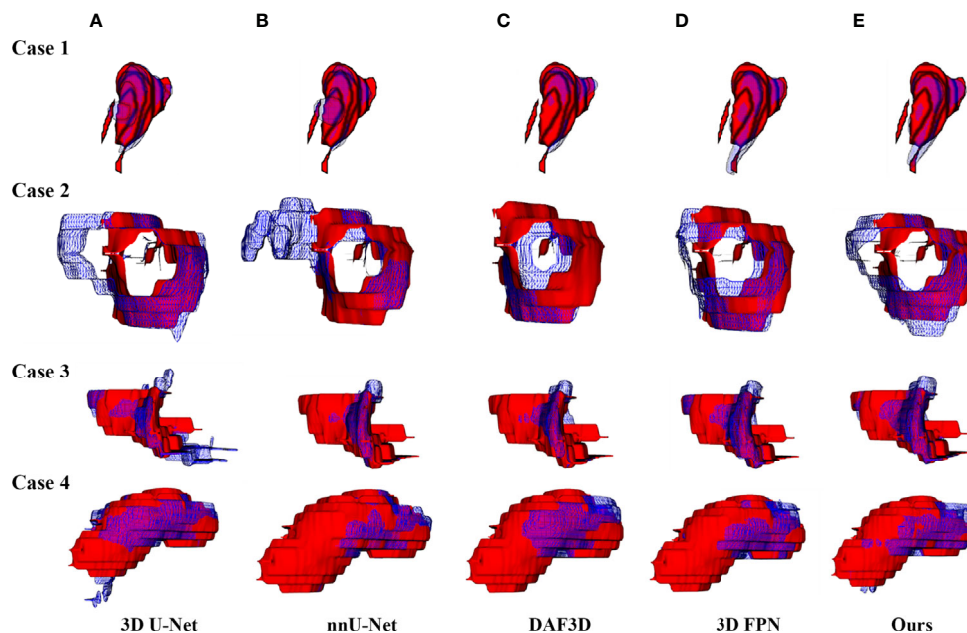 A B C D E
Case 1
Case 2
Case 3
Case 4
3D U-Net nnU-Net DAF3D 3D FPN Ours